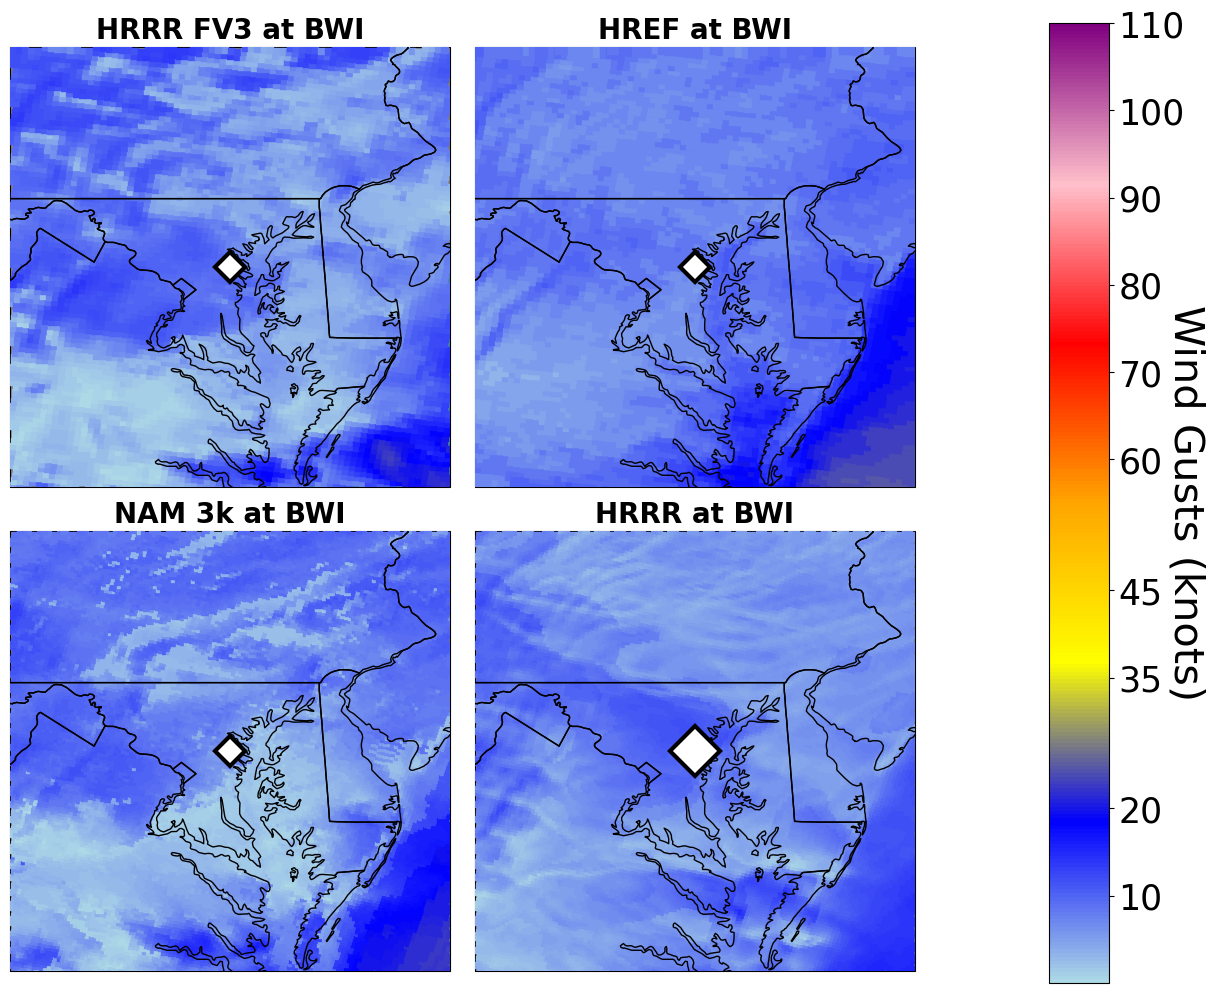 HRRR FV3 at BWI
HREF at BWI
NAM 3k at BWI
HRRR at BWI
110
100
90
80
70
60
45
35
20
10
Wind Gusts (knots)